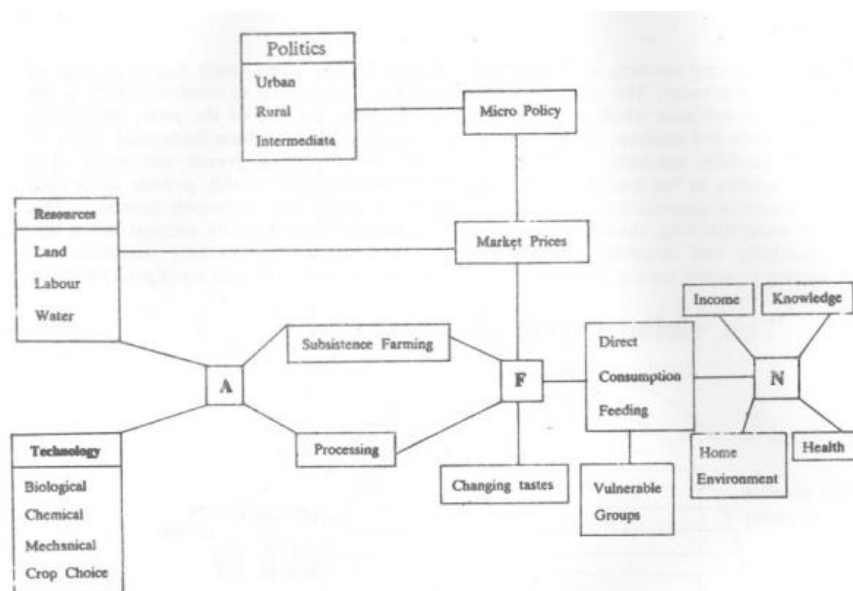 Politics
Urban
Rural
Intermediata
Micro Policy
Resources
Land
Labour
Water
Market Prices
Income
Knowledge
Subsistence Farming
Direct
Consumption
Feeding
A
F
N
Processing
Technology
Biological
Chemical
Mechsnical
Crop Choice
Changing tastes
Vulnerable
Groups
Home
Environment
Health